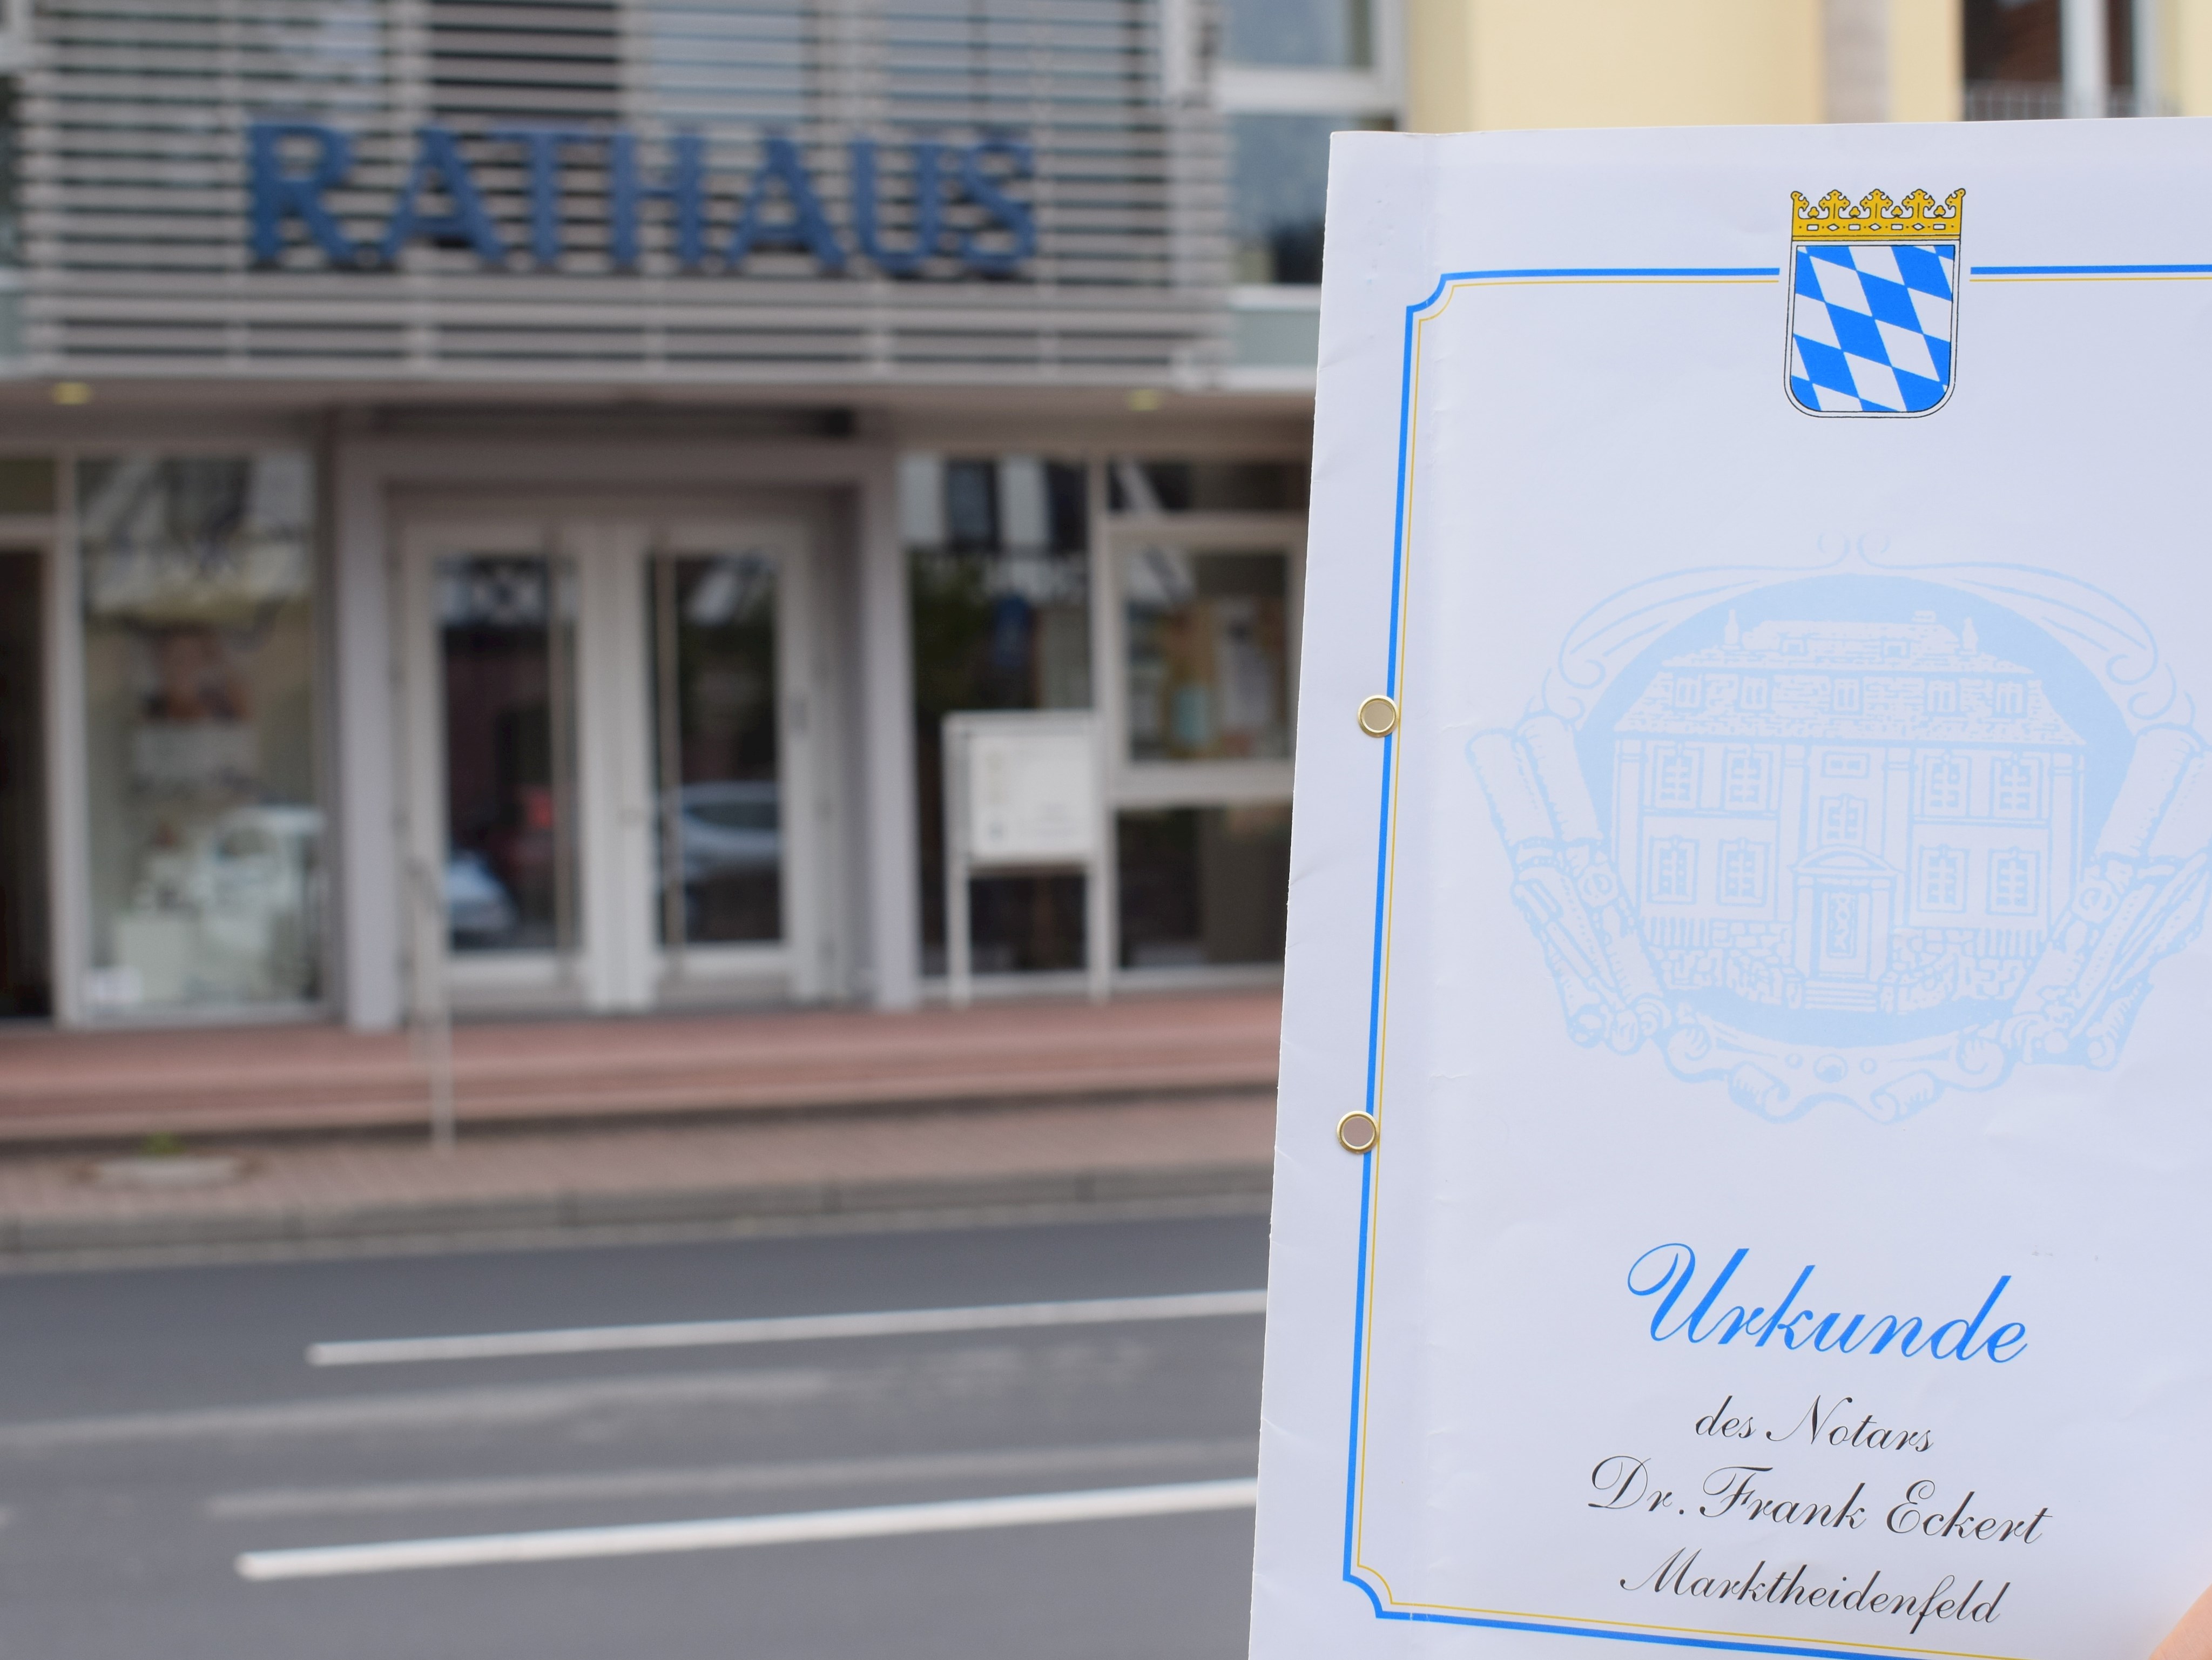 RATHAUS
Urkunde
des Notars
Dr. Frank Eckert
Marktheidenfeld